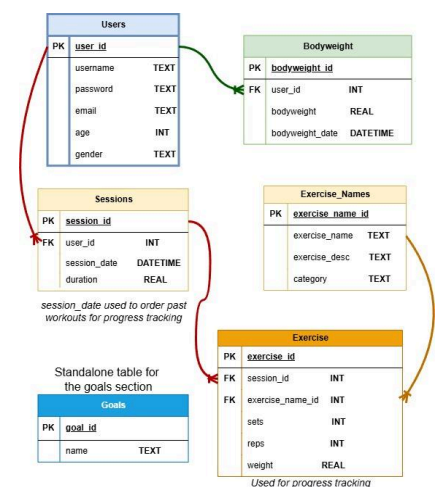 Users
PK user_id
username TEXT
password TEXT
email TEXT
age INT
gender TEXT
Bodyweight
PK bodyweight_id
FK user_id INT
bodyweight REAL
bodyweight_date DATETIME
Sessions
PK session_id
FK user_id INT
session_date DATETIME
duration REAL
session_date used to order past
workouts for progress tracking
Exercise_Names
PK exercise_name_id
exercise_name TEXT
exercise_desc TEXT
category TEXT
Standalone table for
the goals section
Goals
PK goal_id
name TEXT
Exercise
PK exercise_id
FK session_id INT
FK exercise_name_id INT
sets INT
reps INT
weight REAL
Used for progress tracking